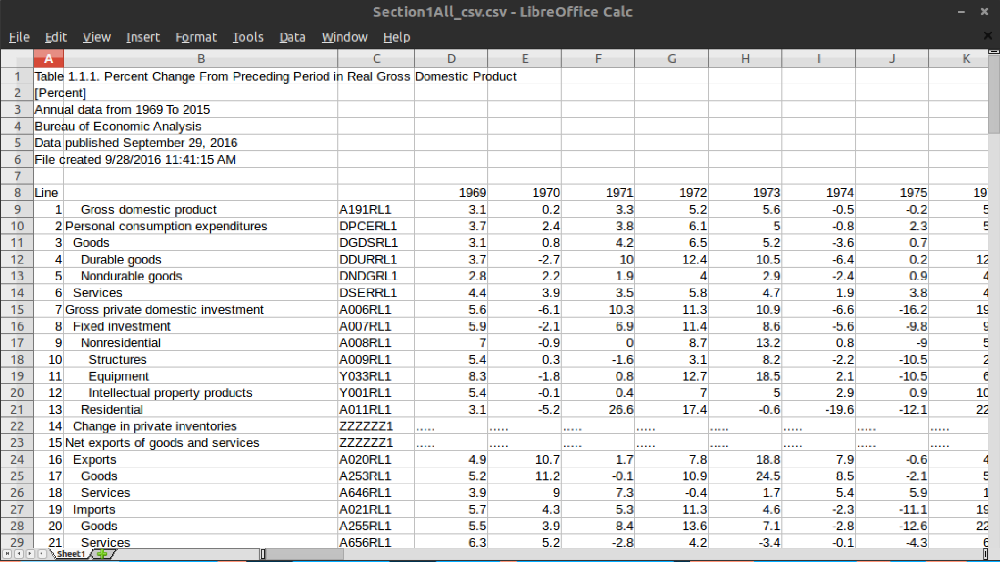 Section1All_csv.csv - LibreOffice Calc
File Edit View Insert Format Tools Data Window Help
A B C D E F G H I J K
1 Table 1.1.1. Percent Change From Preceding Period in Real Gross Domestic Product
2 [Percent]
3 Annual data from 1969 To 2015
4 Bureau of Economic Analysis
5 Data published September 29, 2016
6 File created 9/28/2016 11:41:15 AM
7
8 Line 1969 1970 1971 1972 1973 1974 1975 19
9 1 Gross domestic product A191RL1 3.1 0.2 3.3 5.2 5.6 -0.5 -0.2 5
10 2 Personal consumption expenditures DPCERL1 3.7 2.4 3.8 6.1 5 -0.8 2.3 5
11 3 Goods DGDSRL1 3.1 0.8 4.2 6.5 5.2 -3.6 0.7
12 4 Durable goods DDURRL1 3.7 -2.7 10 12.4 10.5 -6.4 0.2 12
13 5 Nondurable goods DNDGRL1 2.8 2.2 1.9 4 2.9 -2.4 0.9 4
14 6 Services DSERRL1 4.4 3.9 3.5 5.8 4.7 1.9 3.8 4
15 7 Gross private domestic investment A006RL1 5.6 -6.1 10.3 11.3 10.9 -6.6 -16.2 19
16 8 Fixed investment A007RL1 5.9 -2.1 6.9 11.4 8.6 -5.6 -9.8 9
17 9 Nonresidential A008RL1 7 -0.9 0 8.7 13.2 0.8 -9 5
18 10 Structures A009RL1 5.4 0.3 -1.6 3.1 8.2 -2.2 -10.5 2
19 11 Equipment Y033RL1 8.3 -1.8 0.8 12.7 18.5 2.1 -10.5 6
20 12 Intellectual property products Y001RL1 5.4 -0.1 0.4 7 5 2.9 0.9 10
21 13 Residential A011RL1 3.1 -5.2 26.6 17.4 -0.6 -19.6 -12.1 22
22 14 Change in private inventories ZZZZZZ1 ..... ..... ..... ..... ..... ..... ..... .....
23 15 Net exports of goods and services ZZZZZZ1 ..... ..... ..... ..... ..... ..... ..... .....
24 16 Exports A020RL1 4.9 10.7 1.7 7.8 18.8 7.9 -0.6 4
25 17 Goods A253RL1 5.2 11.2 -0.1 10.9 24.5 8.5 -2.1 5
26 18 Services A646RL1 3.9 9 7.3 -0.4 1.7 5.4 5.9 1
27 19 Imports A021RL1 5.7 4.3 5.3 11.3 4.6 -2.3 -11.1 19
28 20 Goods A255RL1 5.5 3.9 8.4 13.6 7.1 -2.8 -12.6 22
29 21 Services A656RL1 6.3 5.2 -2.8 4.2 -3.4 -0.1 -4.3 6
Sheet1